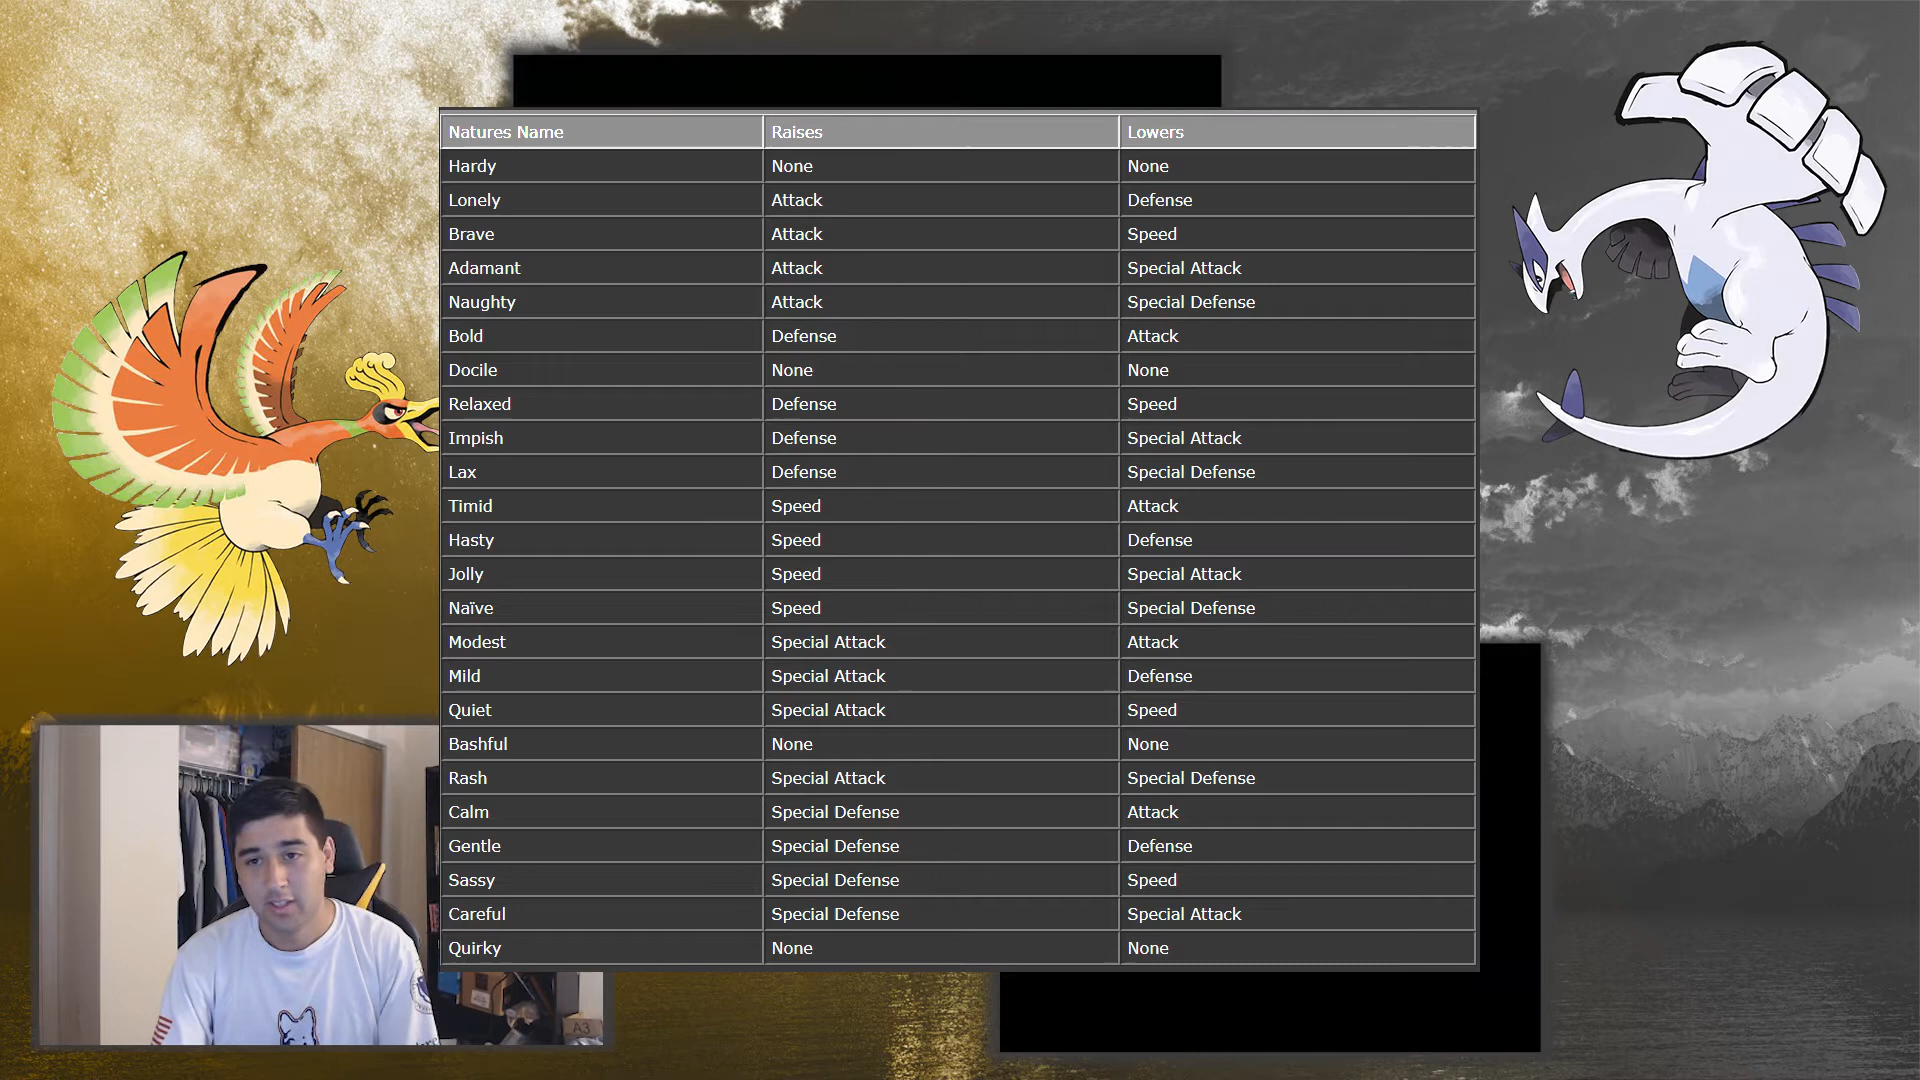 Natures Name Raises Lowers
Hardy None None
Lonely Attack Defense
Brave Attack Speed
Adamant Attack Special Attack
Naughty Attack Special Defense
Bold Defense Attack
Docile None None
Relaxed Defense Speed
Impish Defense Special Attack
Lax Defense Special Defense
Timid Speed Attack
Hasty Speed Defense
Jolly Speed Special Attack
Naïve Speed Special Defense
Modest Special Attack Attack
Mild Special Attack Defense
Quiet Special Attack Speed
Bashful None None
Rash Special Attack Special Defense
Calm Special Defense Attack
Gentle Special Defense Defense
Sassy Special Defense Speed
Careful Special Defense Special Attack
Quirky None None
A3